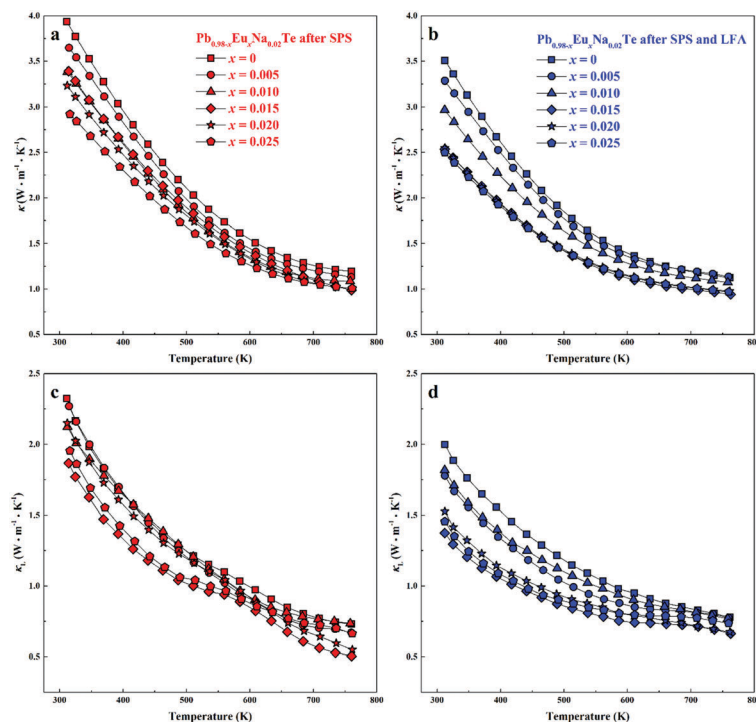 a
Pb0.98-xEuxNa0.02Te after SPS
x = 0
x = 0.005
x = 0.010
x = 0.015
x = 0.020
x = 0.025
κ (W · m-1 · K-1)
4.0
3.5
3.0
2.5
2.0
1.5
1.0
0.5
300 400 500 600 700 800
Temperature (K)
b
Pb0.98-xEuxNa0.02Te after SPS and LFA
x = 0
x = 0.005
x = 0.010
x = 0.015
x = 0.020
x = 0.025
κ (W · m-1 · K-1)
4.0
3.5
3.0
2.5
2.0
1.5
1.0
0.5
300 400 500 600 700 800
Temperature (K)
c
κL (W · m-1 · K-1)
2.5
2.0
1.5
1.0
0.5
300 400 500 600 700 800
Temperature (K)
d
κL (W · m-1 · K-1)
2.5
2.0
1.5
1.0
0.5
300 400 500 600 700 800
Temperature (K)